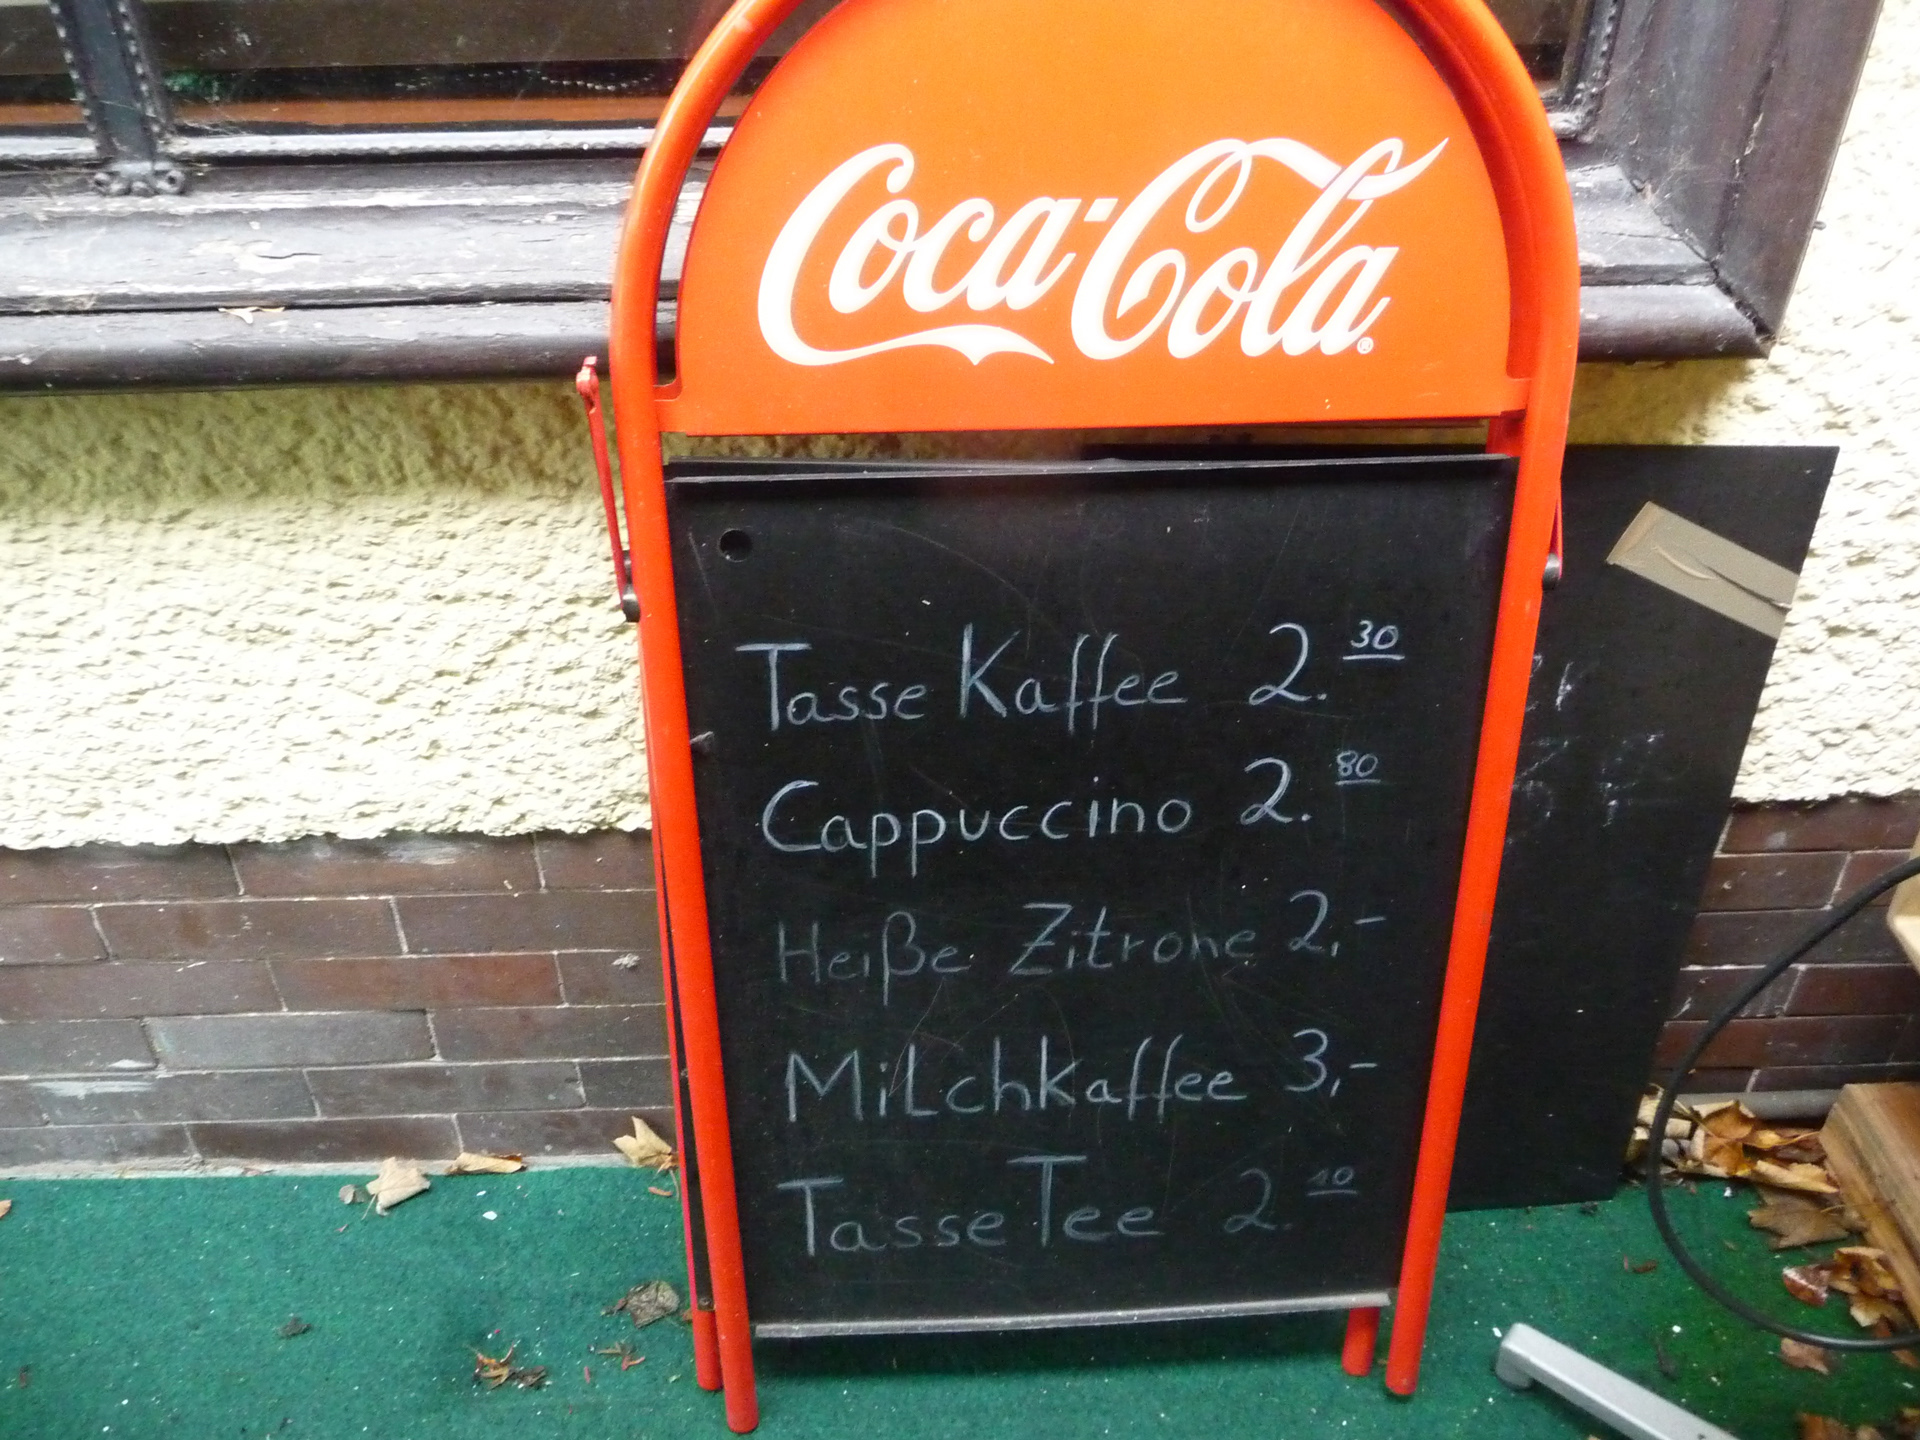 Coca-Cola®
Tasse Kaffee 2.30
Cappuccino 2.80
Heiße Zitrone 2,-
Milchkaffee 3,-
Tasse Tee 2.10